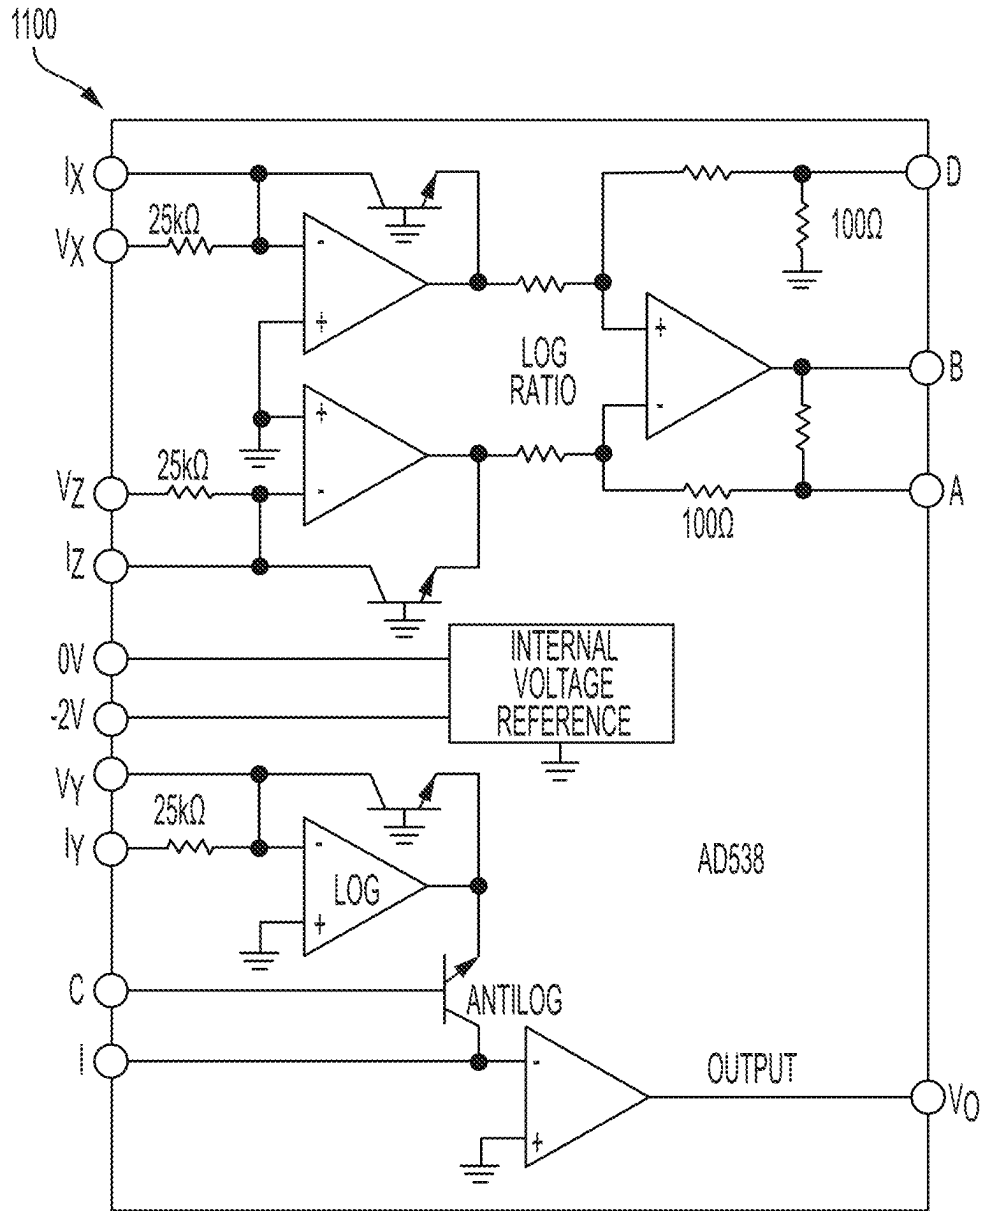 1100
IX
25kΩ
VX
-
+
D
100Ω
LOG
RATIO
+
-
B
+
-
VZ
25kΩ
A
100Ω
IZ
0V
-2V
INTERNAL
VOLTAGE
REFERENCE
VY
25kΩ
IY
-
LOG
+
AD538
C
ANTILOG
I
-
+
OUTPUT
VO